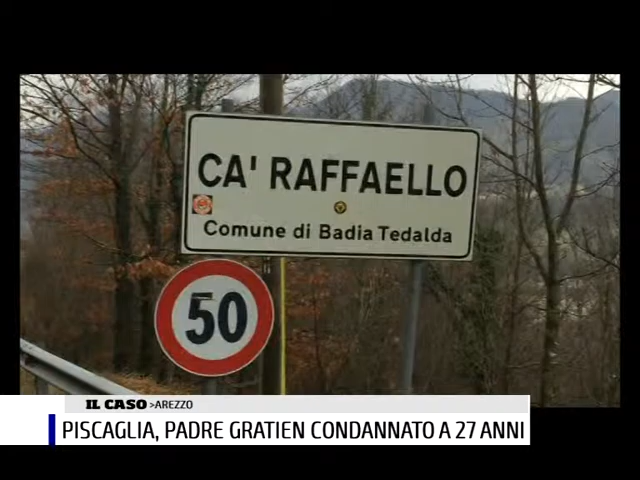 CA' RAFFAELLO
Comune di Badia Tedalda
50
IL CASO >AREZZO
PISCAGLIA, PADRE GRATIEN CONDANNATO A 27 ANNI